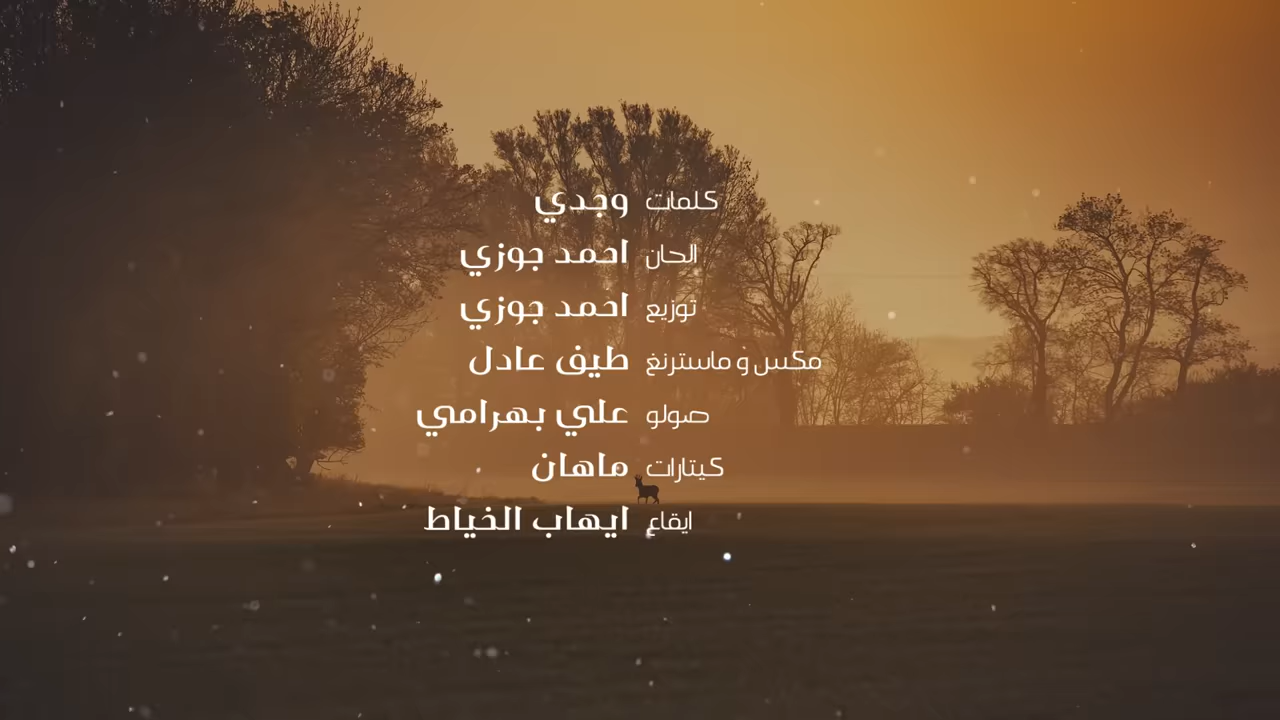 كلمات وجدي
الحان احمد جوزي
توزيع احمد جوزي
مكس و ماسترنغ طيف عادل
صولو علي بهرامي
كيتارات ماهان
ايقاع ايهاب الخياط